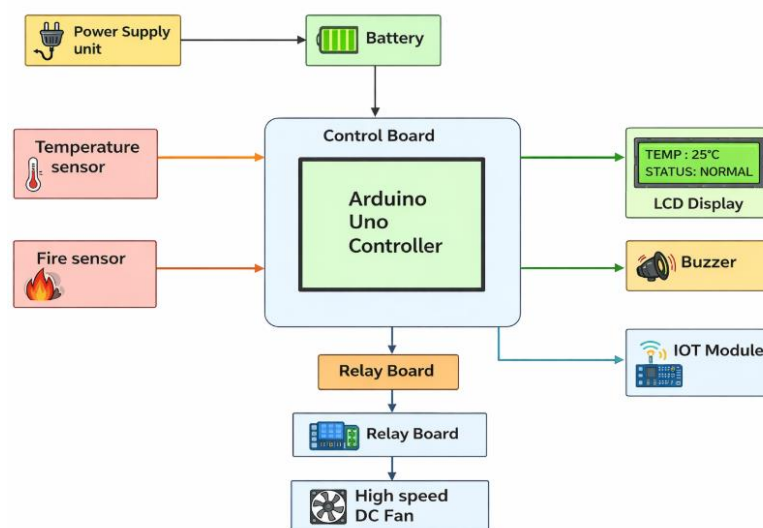 Power Supply
unit
Battery
Temperature
sensor
Control Board
Arduino
Uno
Controller
TEMP : 25°C
STATUS: NORMAL
LCD Display
Fire sensor
Buzzer
IOT Module
Relay Board
Relay Board
High speed
DC Fan